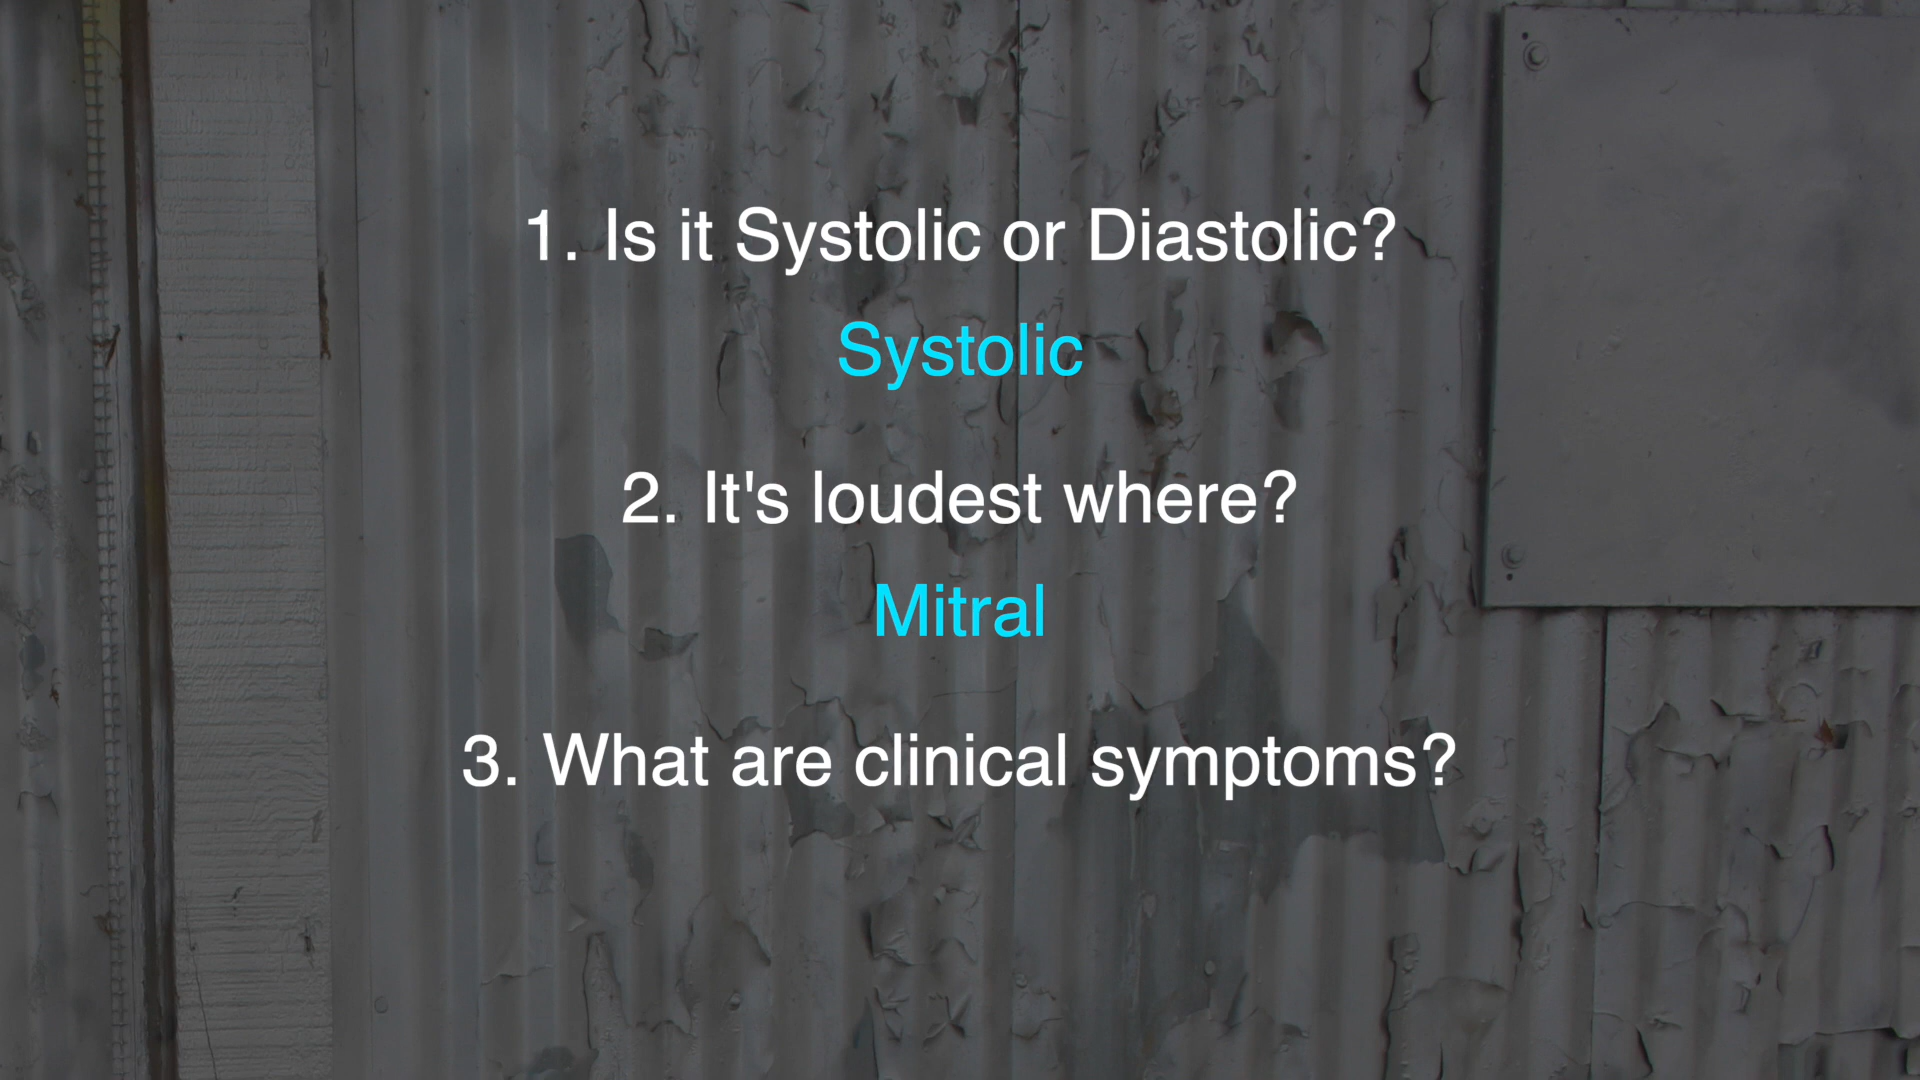 1. Is it Systolic or Diastolic?
Systolic
2. It's loudest where?
Mitral
3. What are clinical symptoms?